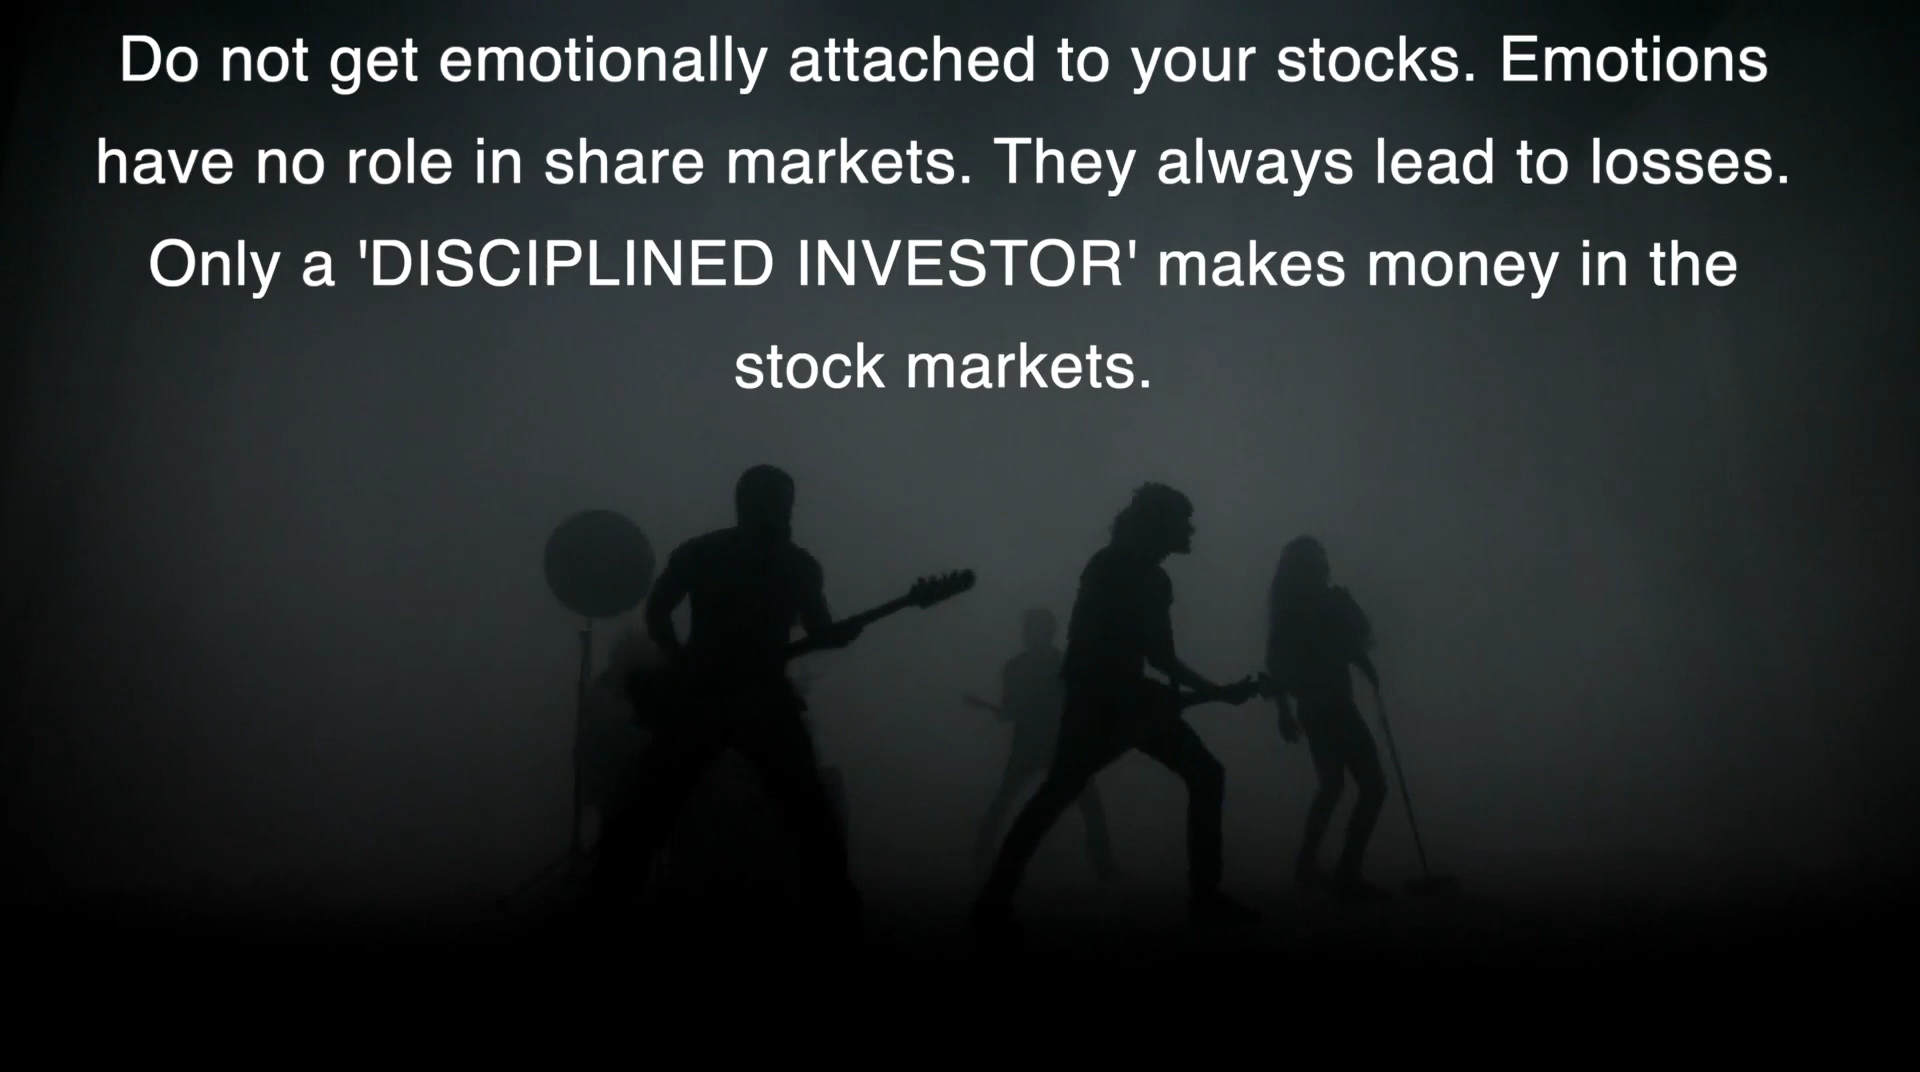 Do not get emotionally attached to your stocks. Emotions
have no role in share markets. They always lead to losses.
Only a 'DISCIPLINED INVESTOR' makes money in the
stock markets.